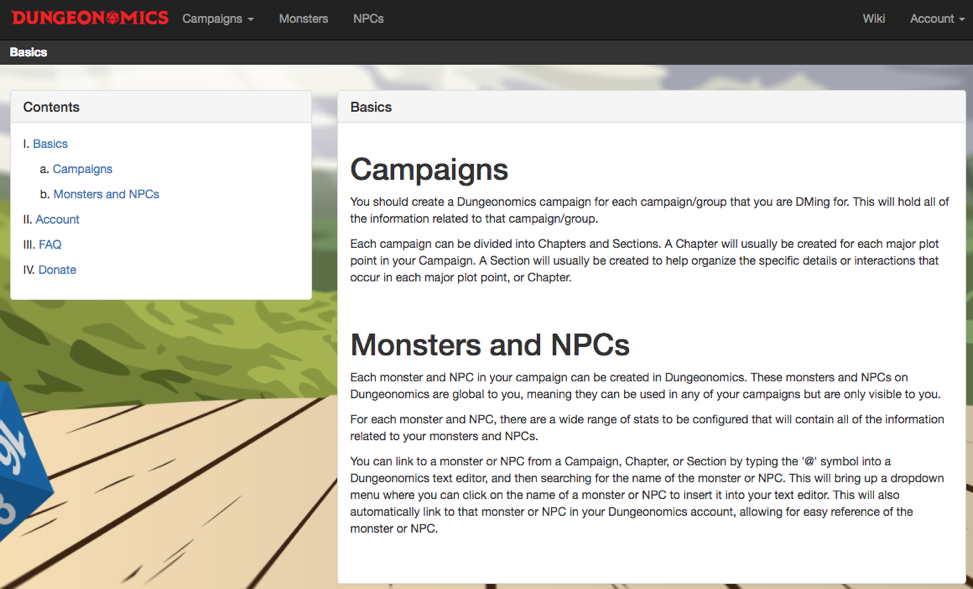 DUNGEONOMICS Campaigns Monsters NPCs Wiki Account
Basics
Contents
I. Basics
a. Campaigns
b. Monsters and NPCs
II. Account
III. FAQ
IV. Donate
Basics
Campaigns
You should create a Dungeonomics campaign for each campaign/group that you are DMing for. This will hold all of
the information related to that campaign/group.
Each campaign can be divided into Chapters and Sections. A Chapter will usually be created for each major plot
point in your Campaign. A Section will usually be created to help organize the specific details or interactions that
occur in each major plot point, or Chapter.
Monsters and NPCs
Each monster and NPC in your campaign can be created in Dungeonomics. These monsters and NPCs on
Dungeonomics are global to you, meaning they can be used in any of your campaigns but are only visible to you.
For each monster and NPC, there are a wide range of stats to be configured that will contain all of the information
related to your monsters and NPCs.
You can link to a monster or NPC from a Campaign, Chapter, or Section by typing the '@' symbol into a
Dungeonomics text editor, and then searching for the name of the monster or NPC. This will bring up a dropdown
menu where you can click on the name of a monster or NPC to insert it into your text editor. This will also
automatically link to that monster or NPC in your Dungeonomics account, allowing for easy reference of the
monster or NPC.